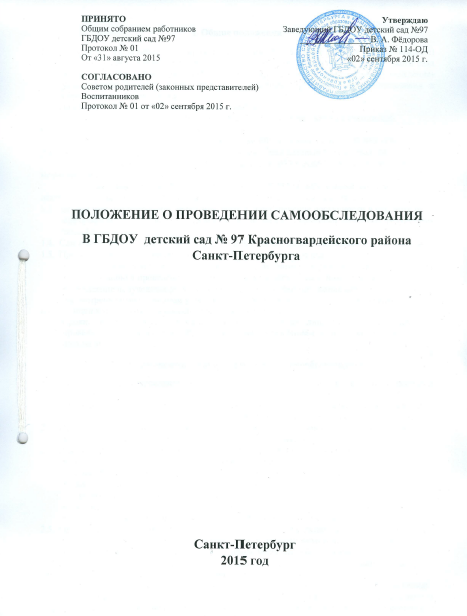 ПРИНЯТО
Общим собранием работников
ГБДОУ детский сад №97
Протокол № 01
От «31» августа 2015
Утверждаю
Заведующий ГБДОУ детский сад №97
В. А. Фёдорова
Приказ № 114-ОД
«02» сентября 2015 г.
СОГЛАСОВАНО
Советом родителей (законных представителей)
Воспитанников
Протокол № 01 от «02» сентября 2015 г.
ПОЛОЖЕНИЕ О ПРОВЕДЕНИИ САМООБСЛЕДОВАНИЯ
В ГБДОУ детский сад № 97 Красногвардейского района
Санкт-Петербурга
Санкт-Петербург
2015 год